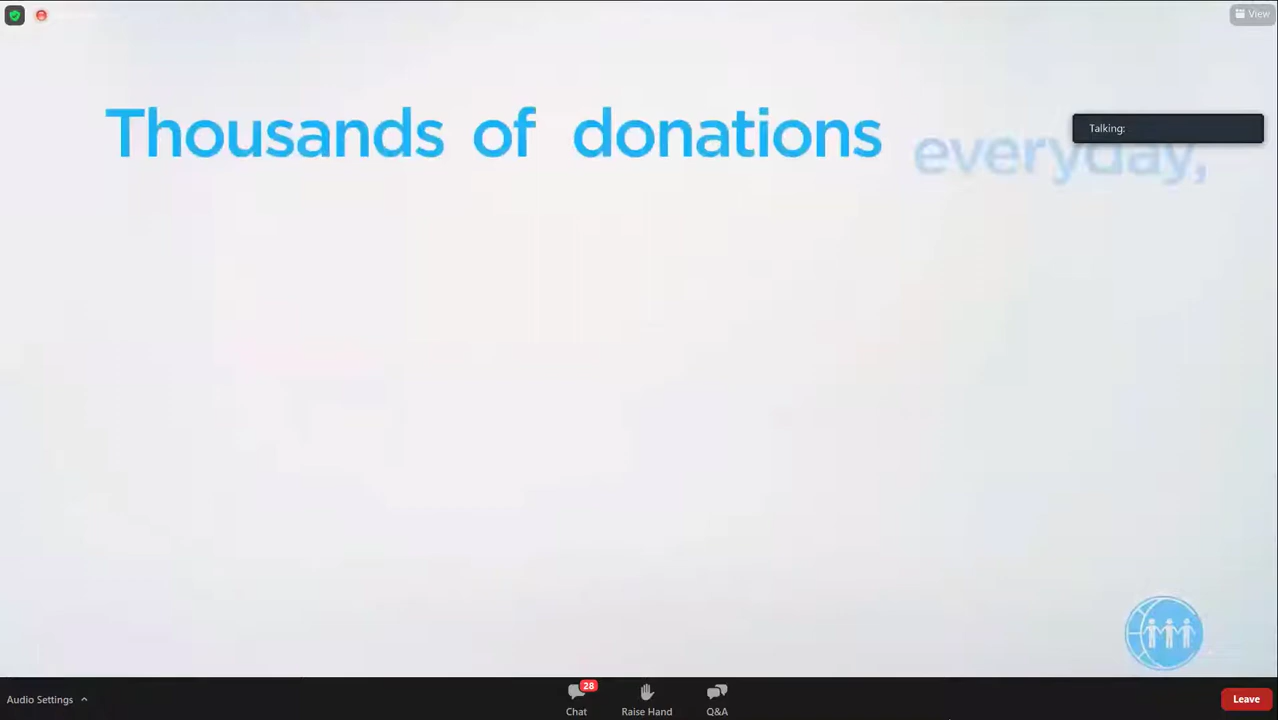 View
Thousands of donations everyday,
Talking:
Audio Settings
28
Chat
Raise Hand
Q&A
Leave